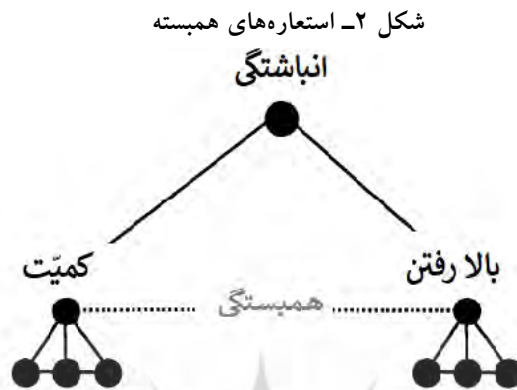 شکل ۲ـ استعاره‌های همبسته
انباشتگی
بالا رفتن
کمیّت
همبستگی